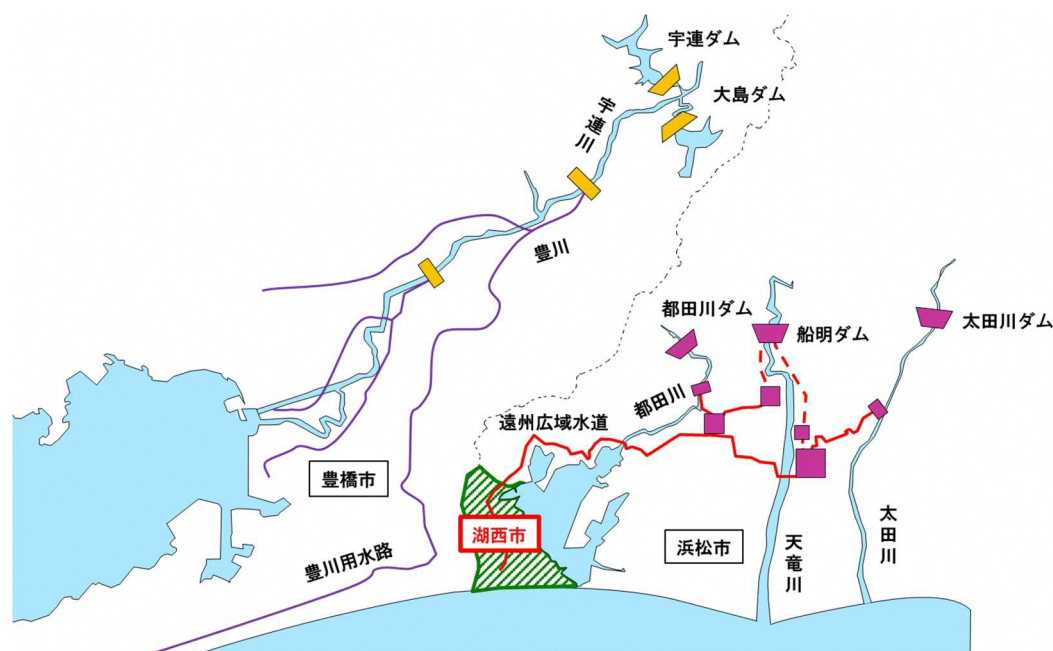 宇連ダム
大島ダム
宇連川
豊川
都田川ダム
船明ダム
太田川ダム
都田川
遠州広域水道
豊橋市
湖西市
浜松市
豊川用水路
天竜川
太田川